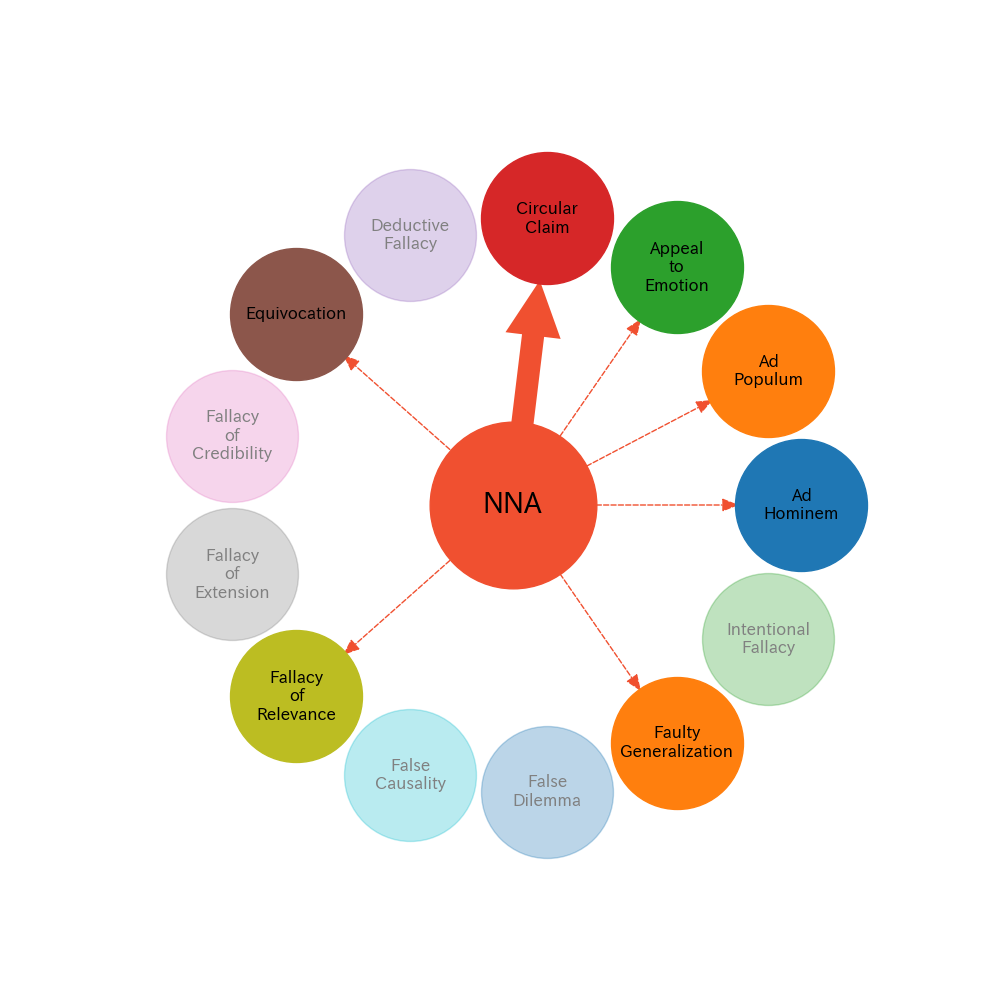 Circular
Claim
Deductive
Fallacy
Appeal
to
Emotion
Equivocation
Ad
Populum
Fallacy
of
Credibility
NNA
Ad
Hominem
Fallacy
of
Extension
Intentional
Fallacy
Fallacy
of
Relevance
Faulty
Generalization
False
Causality
False
Dilemma